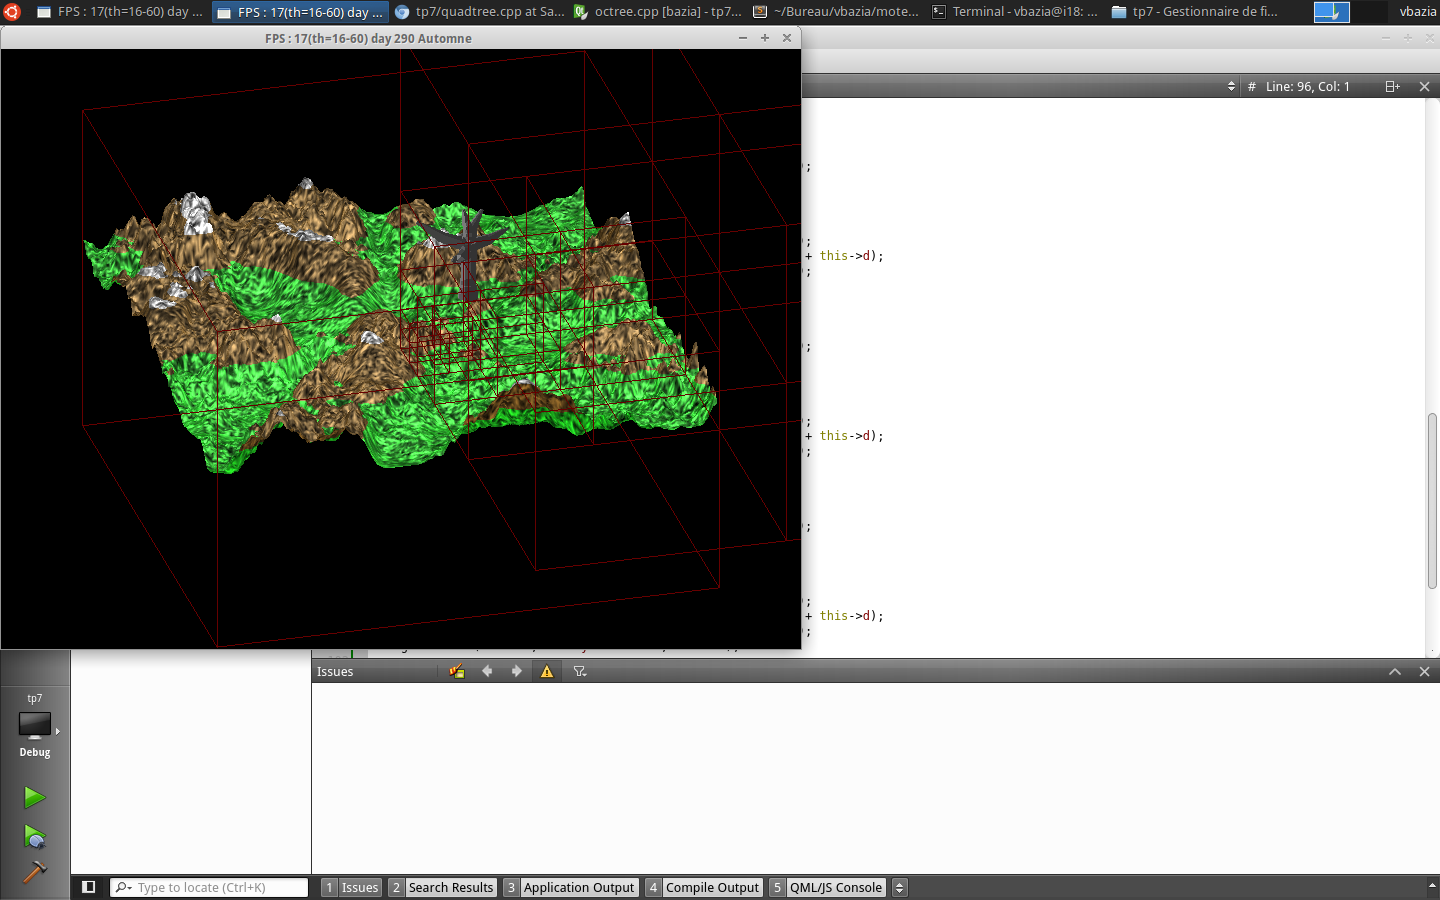 FPS : 17(th=16-60) day ...
FPS : 17(th=16-60) day ...
tp7/quadtree.cpp at Sa...
octree.cpp [bazia] - tp7...
~/Bureau/vbazia/mote...
Terminal - vbazia@i18: ...
tp7 - Gestionnaire de fi...
vbazia
FPS : 17(th=16-60) day 290 Automne
# Line: 96, Col: 1
);
);
+ this->d);
);
);
);
+ this->d);
);
);
);
+ this->d);
);
Issues
tp7
Debug
Type to locate (Ctrl+K)
1 Issues
2 Search Results
3 Application Output
4 Compile Output
5 QML/JS Console